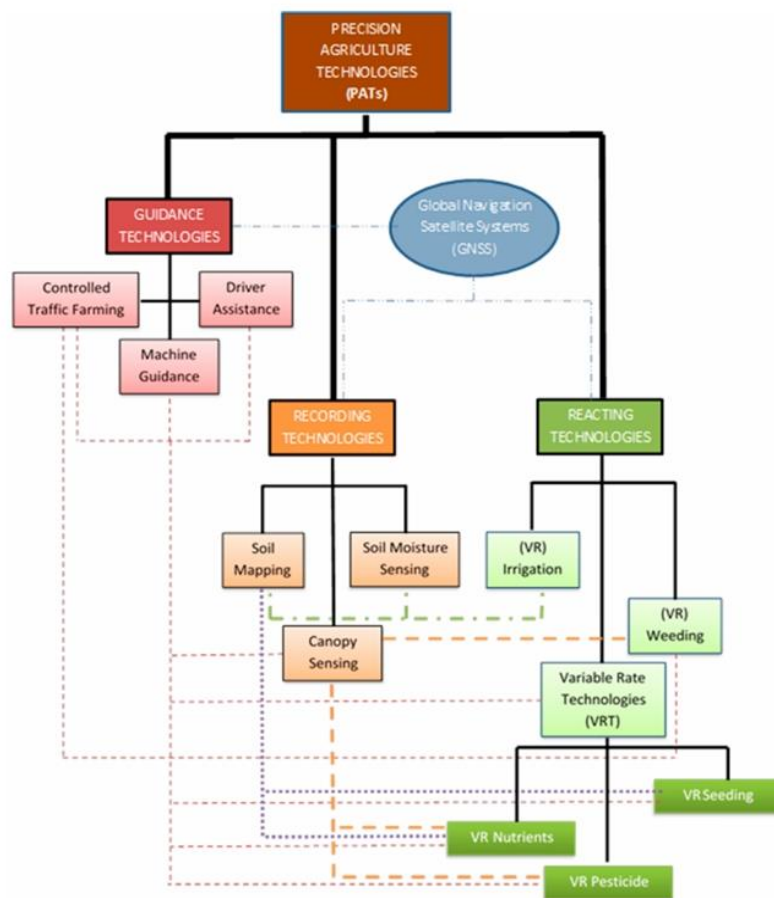 PRECISION
AGRICULTURE
TECHNOLOGIES
(PATs)
GUIDANCE
TECHNOLOGIES
Global Navigation
Satellite Systems
(GNSS)
Controlled
Traffic Farming
Driver
Assistance
Machine
Guidance
RECORDING
TECHNOLOGIES
REACTING
TECHNOLOGIES
Soil
Mapping
Soil Moisture
Sensing
(VR)
Irrigation
Canopy
Sensing
(VR)
Weeding
Variable Rate
Technologies
(VRT)
VR Seeding
VR Nutrients
VR Pesticide